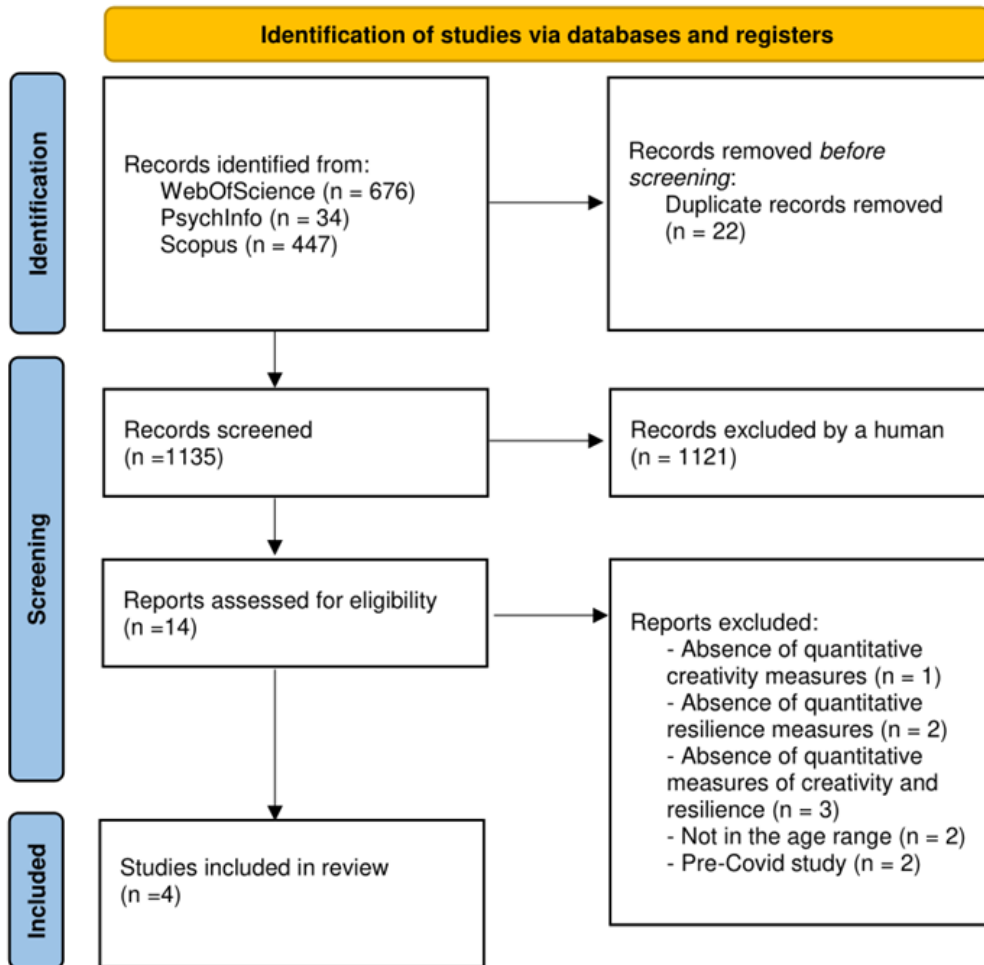 Identification of studies via databases and registers
Identification
Records identified from:
WebOfScience (n = 676)
PsychInfo (n = 34)
Scopus (n = 447)
Records removed before
screening:
Duplicate records removed
(n = 22)
Screening
Records screened
(n =1135)
Records excluded by a human
(n = 1121)
Reports assessed for eligibility
(n =14)
Reports excluded:
- Absence of quantitative
creativity measures (n = 1)
- Absence of quantitative
resilience measures (n = 2)
- Absence of quantitative
measures of creativity and
resilience (n = 3)
- Not in the age range (n = 2)
- Pre-Covid study (n = 2)
Included
Studies included in review
(n =4)